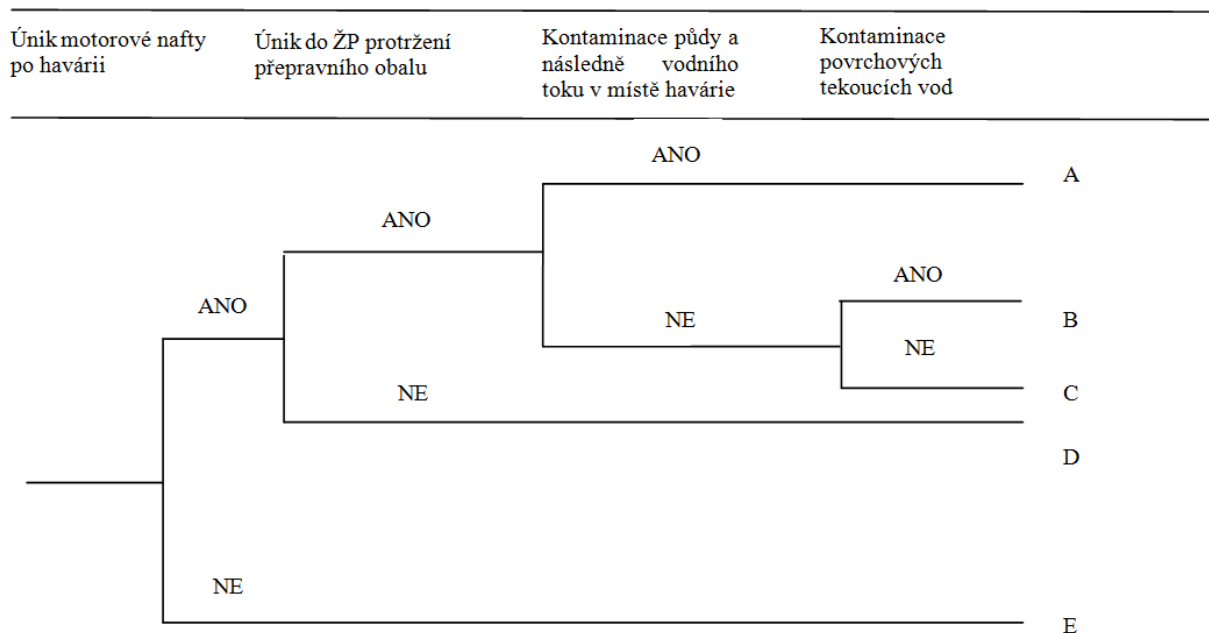 Únik motorové nafty
po havárii
Únik do ŽP protržení
přepravního obalu
Kontaminace půdy a
následně vodního
toku v místě havárie
Kontaminace
povrchových
tekoucích vod
ANO
A
ANO
ANO
ANO
B
NE
NE
C
NE
D
NE
E